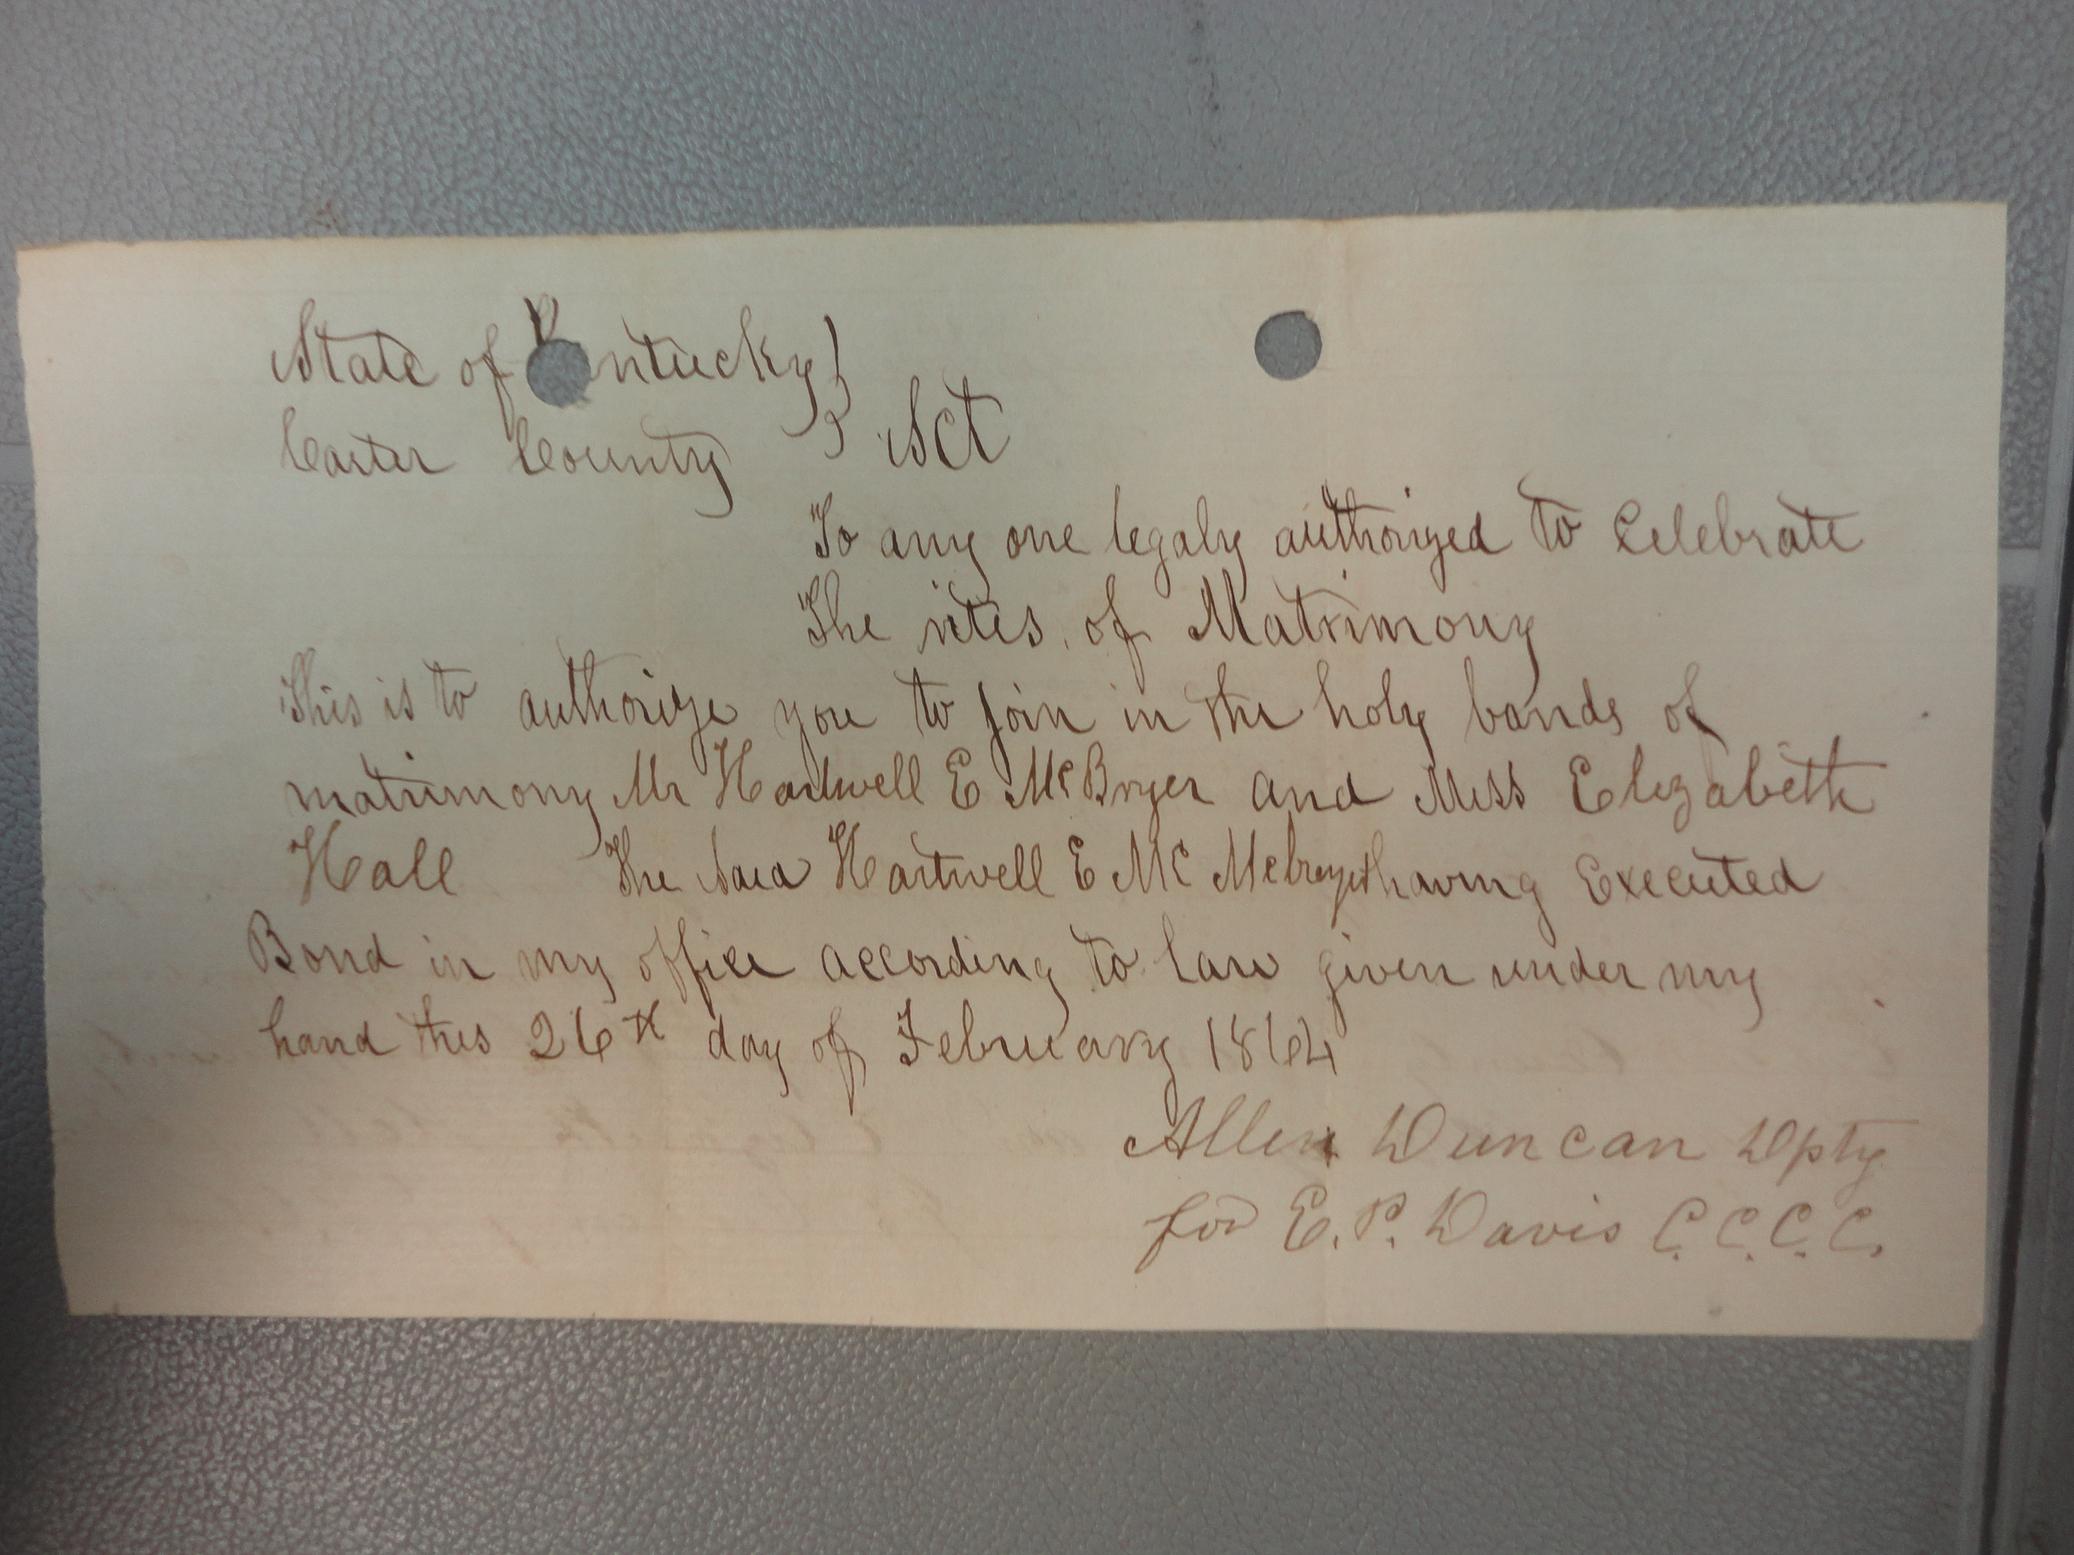 State of Kentucky }
Carter County } Sct
To any one legaly authorized to Celebrate
The rites of Matrimony
This is to authorize you to join in the holy bands of
matrimony Mr Hartwell E McBryer and Miss Elizabeth
Hall The said Hartwell E Mc Mcbryer having Executed
Bond in my office according to law given under my
hand this 26th day of February 1864
Allen Duncan Dpty
for E. P. Davis C. C. C. C.